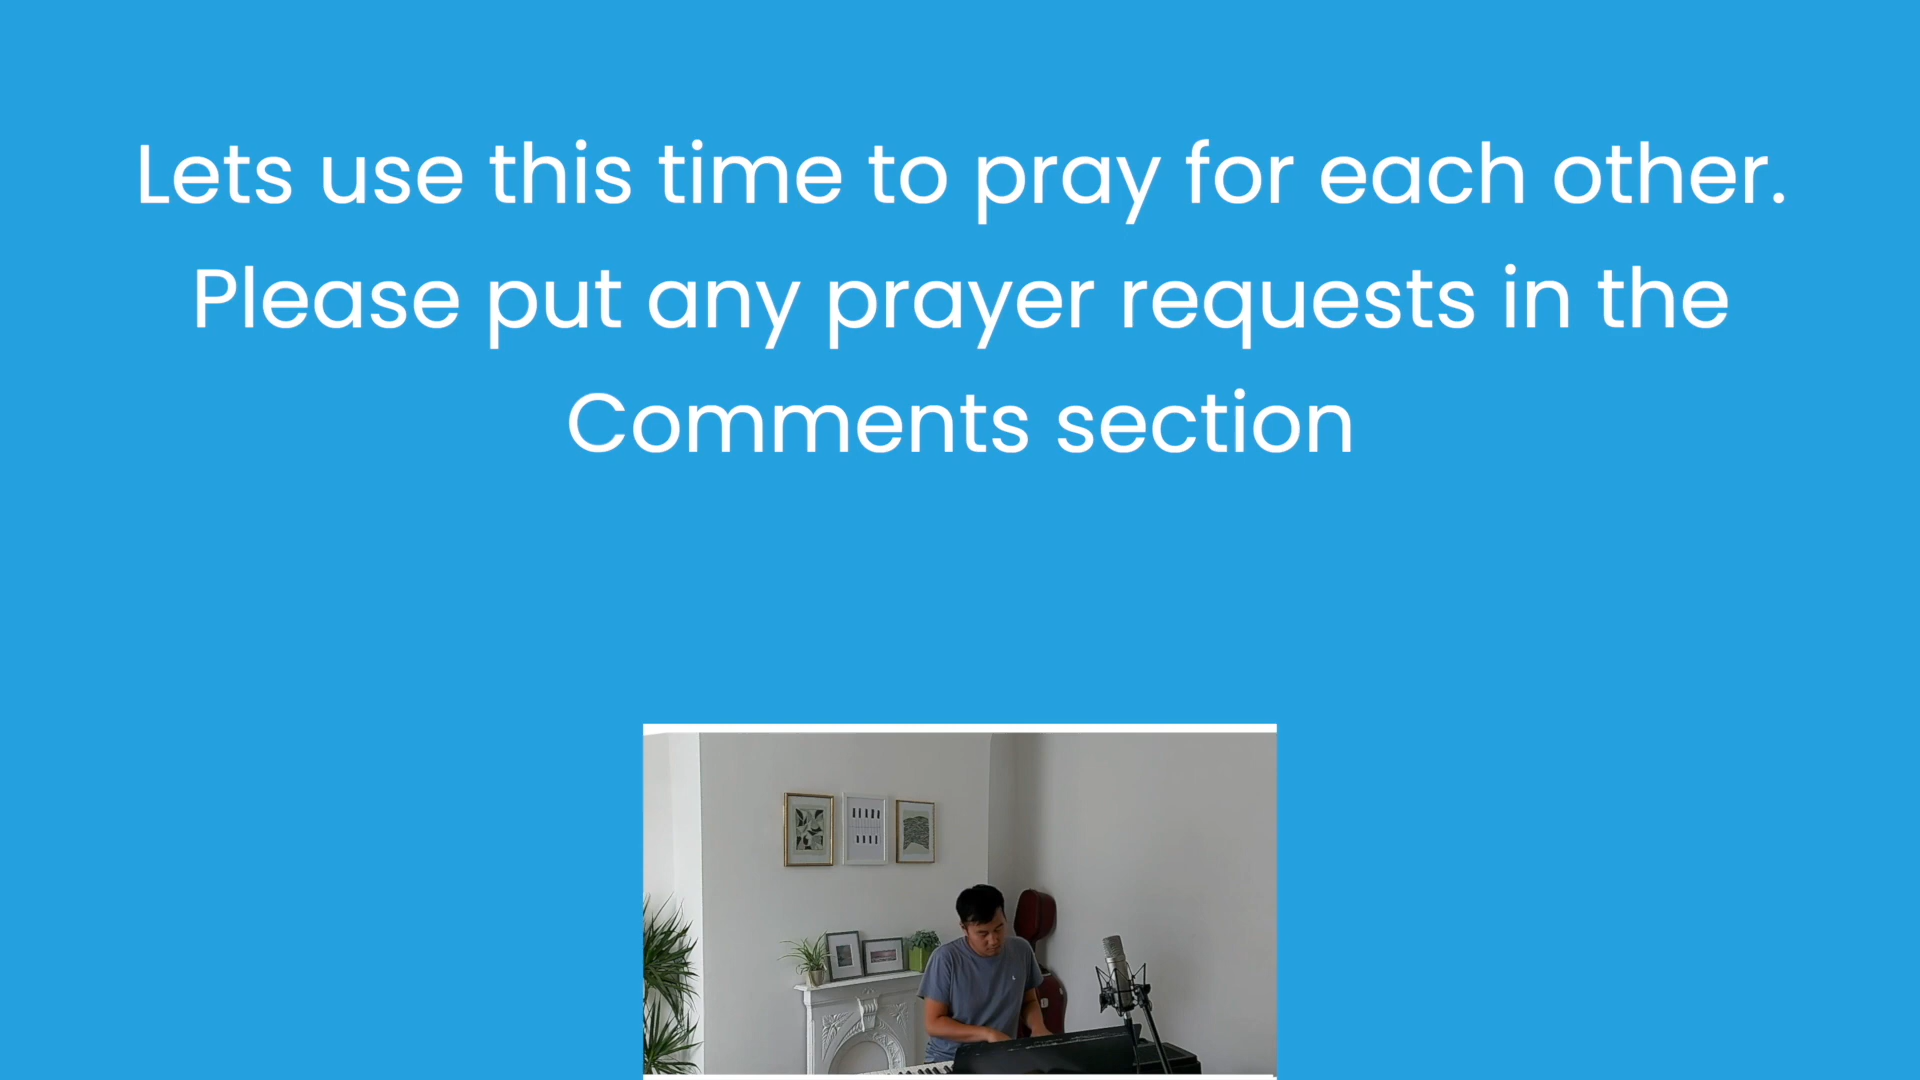 Lets use this time to pray for each other.
Please put any prayer requests in the
Comments section